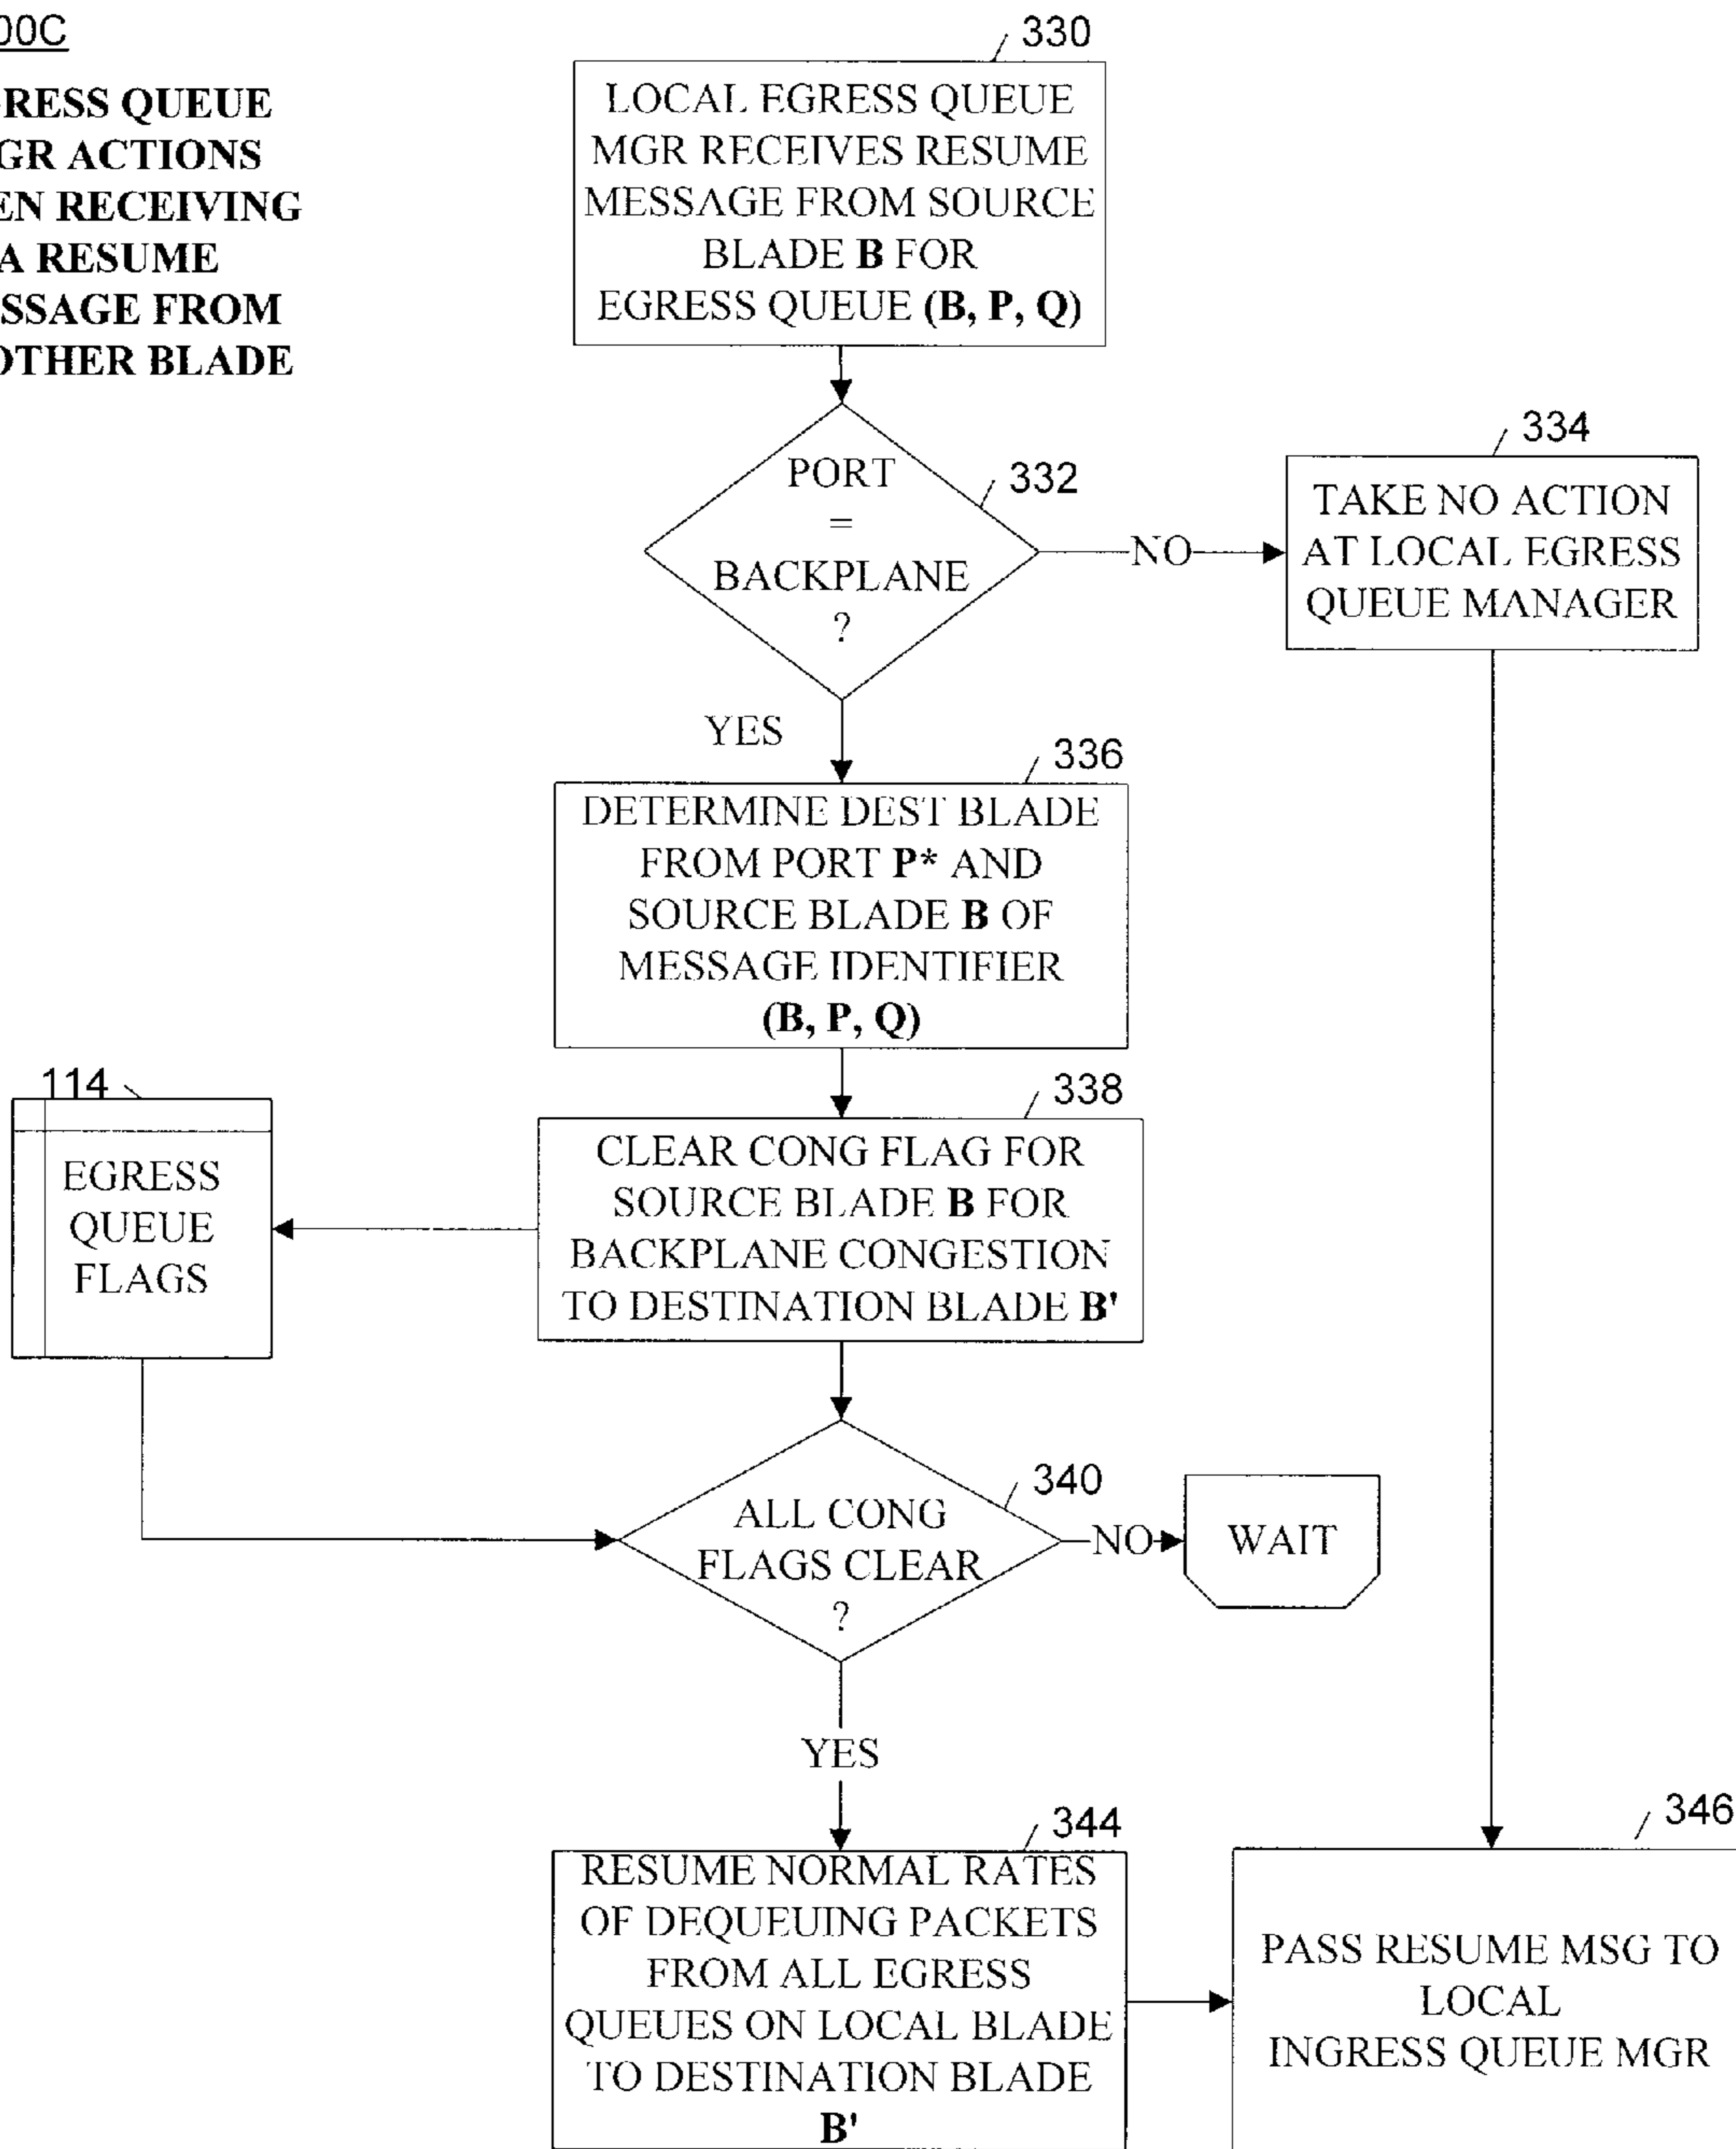 00C
RESS QUEUE
GR ACTIONS
EN RECEIVING
A RESUME
SSAGE FROM
OTHER BLADE
330
LOCAL EGRESS QUEUE
MGR RECEIVES RESUME
MESSAGE FROM SOURCE
BLADE B FOR
EGRESS QUEUE (B, P, Q)
332
PORT
=
BACKPLANE
?
NO
334
TAKE NO ACTION
AT LOCAL EGRESS
QUEUE MANAGER
YES
336
DETERMINE DEST BLADE
FROM PORT P* AND
SOURCE BLADE B OF
MESSAGE IDENTIFIER
(B, P, Q)
114
EGRESS
QUEUE
FLAGS
338
CLEAR CONG FLAG FOR
SOURCE BLADE B FOR
BACKPLANE CONGESTION
TO DESTINATION BLADE B'
340
ALL CONG
FLAGS CLEAR
?
NO
WAIT
YES
344
RESUME NORMAL RATES
OF DEQUEUING PACKETS
FROM ALL EGRESS
QUEUES ON LOCAL BLADE
TO DESTINATION BLADE
B'
346
PASS RESUME MSG TO
LOCAL
INGRESS QUEUE MGR